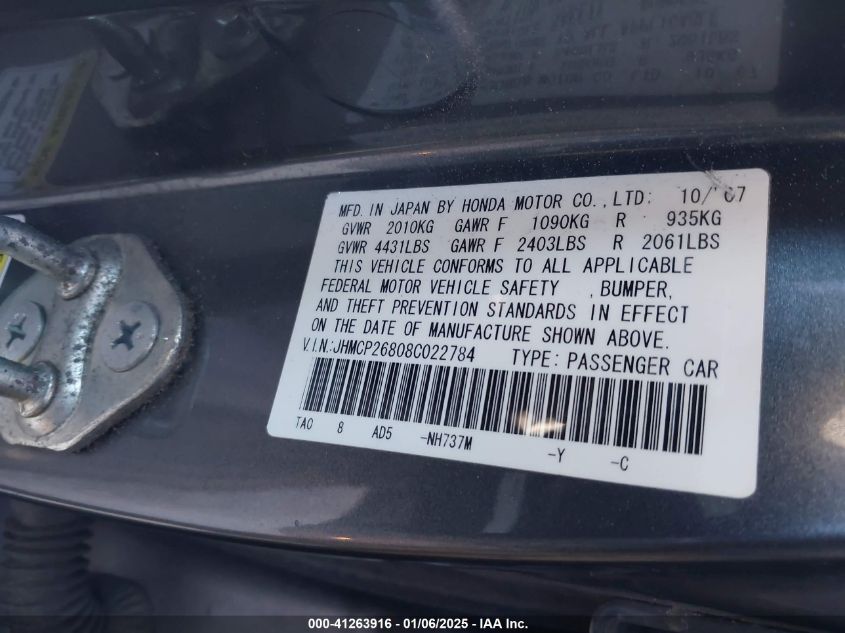 MFD. IN JAPAN BY HONDA MOTOR CO., LTD: 10/'07
GVWR 2010KG GAWR F 1090KG R 935KG
GVWR 4431LBS GAWR F 2403LBS R 2061LBS
THIS VEHICLE CONFORMS TO ALL APPLICABLE
FEDERAL MOTOR VEHICLE SAFETY , BUMPER,
AND THEFT PREVENTION STANDARDS IN EFFECT
ON THE DATE OF MANUFACTURE SHOWN ABOVE.
V.I.N.:JHMCP26808C022784 TYPE: PASSENGER CAR
TA0 8 AD5 -NH737M -Y -C
000-41263916 - 01/06/2025 - IAA Inc.